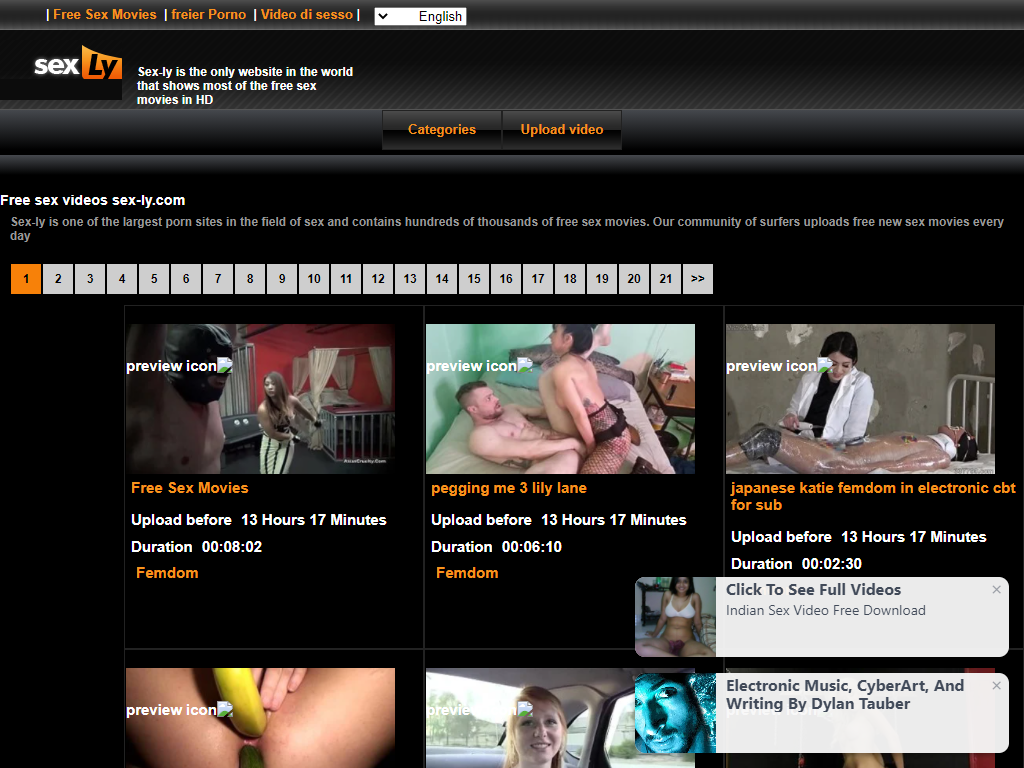 | Free Sex Movies | freier Porno | Video di sesso | English
sexLy
Sex-ly is the only website in the world
that shows most of the free sex
movies in HD
Categories Upload video
Free sex videos sex-ly.com
Sex-ly is one of the largest porn sites in the field of sex and contains hundreds of thousands of free sex movies. Our community of surfers uploads free new sex movies every
day
1 2 3 4 5 6 7 8 9 10 11 12 13 14 15 16 17 18 19 20 21 >>
preview icon preview icon preview icon
AsianCruelty.Com
Free Sex Movies
Upload before 13 Hours 17 Minutes
Duration 00:08:02
Femdom
pegging me 3 lily lane
Upload before 13 Hours 17 Minutes
Duration 00:06:10
Femdom
japanese katie femdom in electronic cbt
for sub
Upload before 13 Hours 17 Minutes
Duration 00:02:30
Click To See Full Videos ×
Indian Sex Video Free Download
preview icon
Electronic Music, CyberArt, And ×
Writing By Dylan Tauber